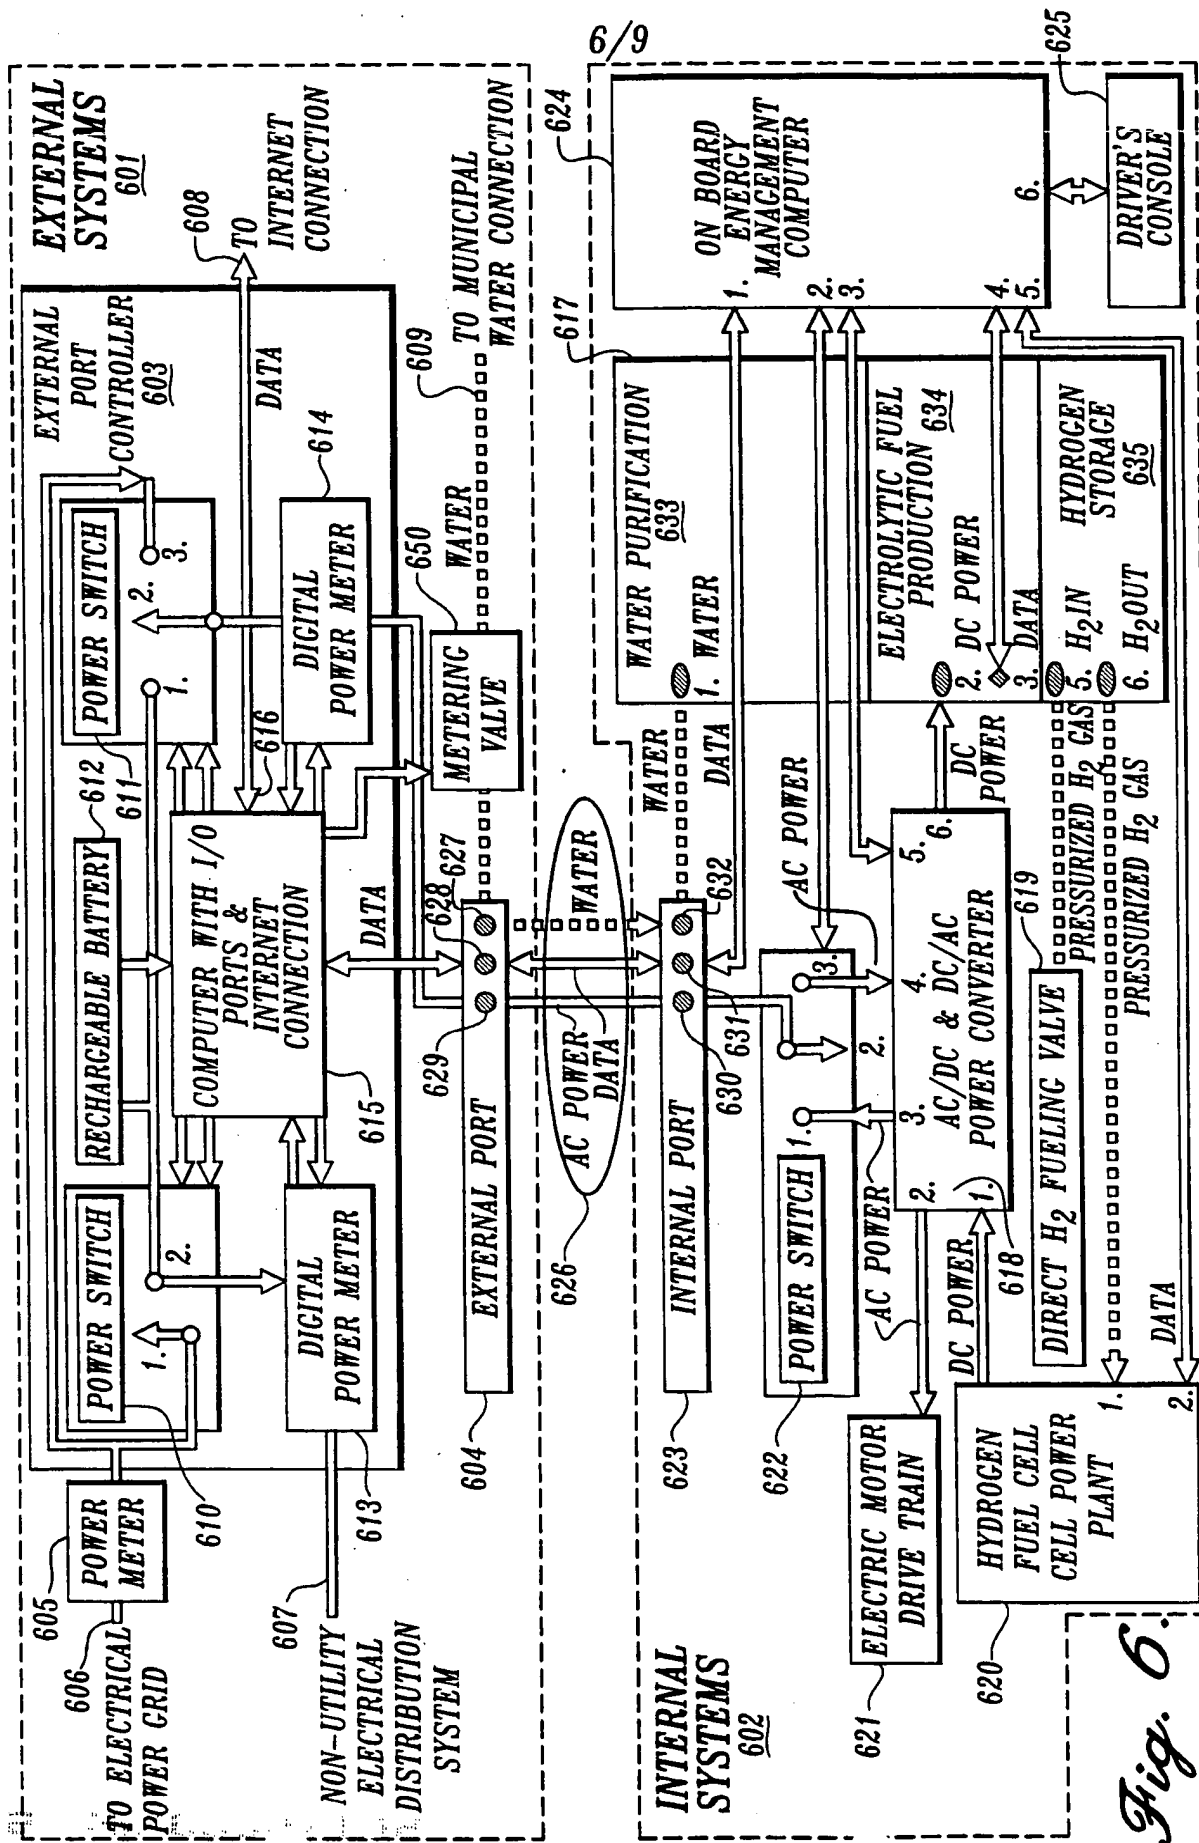 6/9
EXTERNAL
SYSTEMS
601
EXTERNAL
PORT
CONTROLLER
603
608
TO
INTERNET
CONNECTION
DATA
TO MUNICIPAL
WATER CONNECTION
609
WATER
POWER SWITCH
1.
2.
3.
611
612
RECHARGEABLE BATTERY
616
COMPUTER WITH I/O
PORTS &
INTERNET
CONNECTION
615
DIGITAL
POWER METER
614
650
METERING
VALVE
POWER SWITCH
1.
2.
610
DIGITAL
POWER METER
613
605
POWER
METER
606
TO ELECTRICAL
POWER GRID
607
NON-UTILITY
ELECTRICAL
DISTRIBUTION
SYSTEM
DATA
627
628
629
EXTERNAL PORT
604
WATER
AC POWER
DATA
626
INTERNAL
SYSTEMS
602
INTERNAL PORT
623
630
631
632
WATER
DATA
624
ON BOARD
ENERGY
MANAGEMENT
COMPUTER
1.
2.
3.
4.
5.
6.
625
DRIVER'S
CONSOLE
617
WATER PURIFICATION
633
1. WATER
ELECTROLYTIC FUEL
PRODUCTION
634
2. DC POWER
3. DATA
HYDROGEN
STORAGE
635
5. H2 IN
6. H2 OUT
AC POWER
POWER SWITCH
1.
2.
3.
622
AC POWER
AC POWER
AC/DC & DC/AC
POWER CONVERTER
1.
2.
3.
4.
5.
6.
618
DC
POWER
DC POWER
619
DIRECT H2 FUELING VALVE
PRESSURIZED H2 GAS
PRESSURIZED H2 GAS
DATA
ELECTRIC MOTOR
DRIVE TRAIN
621
HYDROGEN
FUEL CELL
CELL POWER
PLANT
1.
2.
620
Fig. 6.